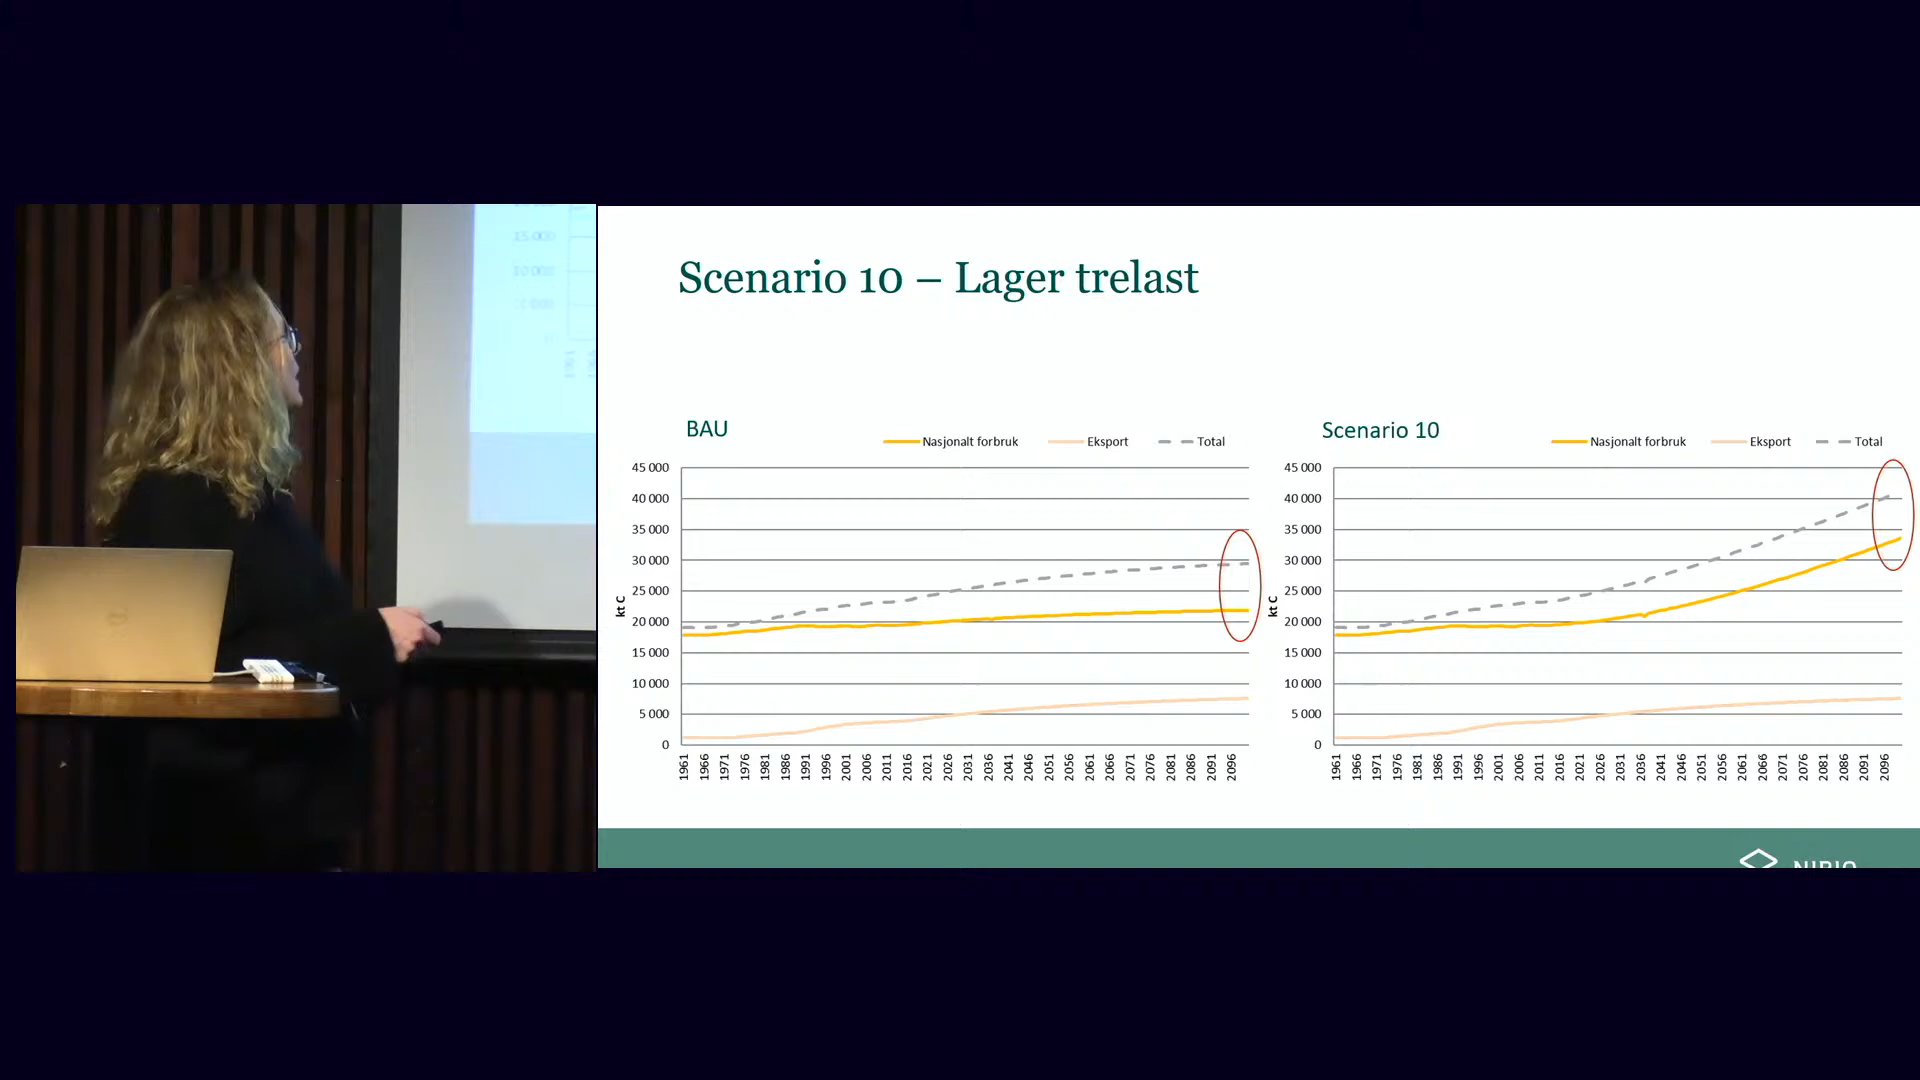 Scenario 10 – Lager trelast
BAU
Nasjonalt forbruk Eksport Total
45 000
40 000
35 000
30 000
25 000
20 000
15 000
10 000
5 000
0
kt C
1961 1966 1971 1976 1981 1986 1991 1996 2001 2006 2011 2016 2021 2026 2031 2036 2041 2046 2051 2056 2061 2066 2071 2076 2081 2086 2091 2096
Scenario 10
Nasjonalt forbruk Eksport Total
45 000
40 000
35 000
30 000
25 000
20 000
15 000
10 000
5 000
0
kt C
1961 1966 1971 1976 1981 1986 1991 1996 2001 2006 2011 2016 2021 2026 2031 2036 2041 2046 2051 2056 2061 2066 2071 2076 2081 2086 2091 2096
NIBIO
15 000
10 000